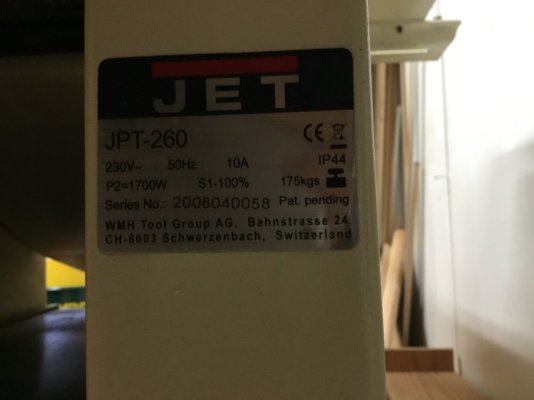 JET
JPT-260
CE
230V~ 50Hz 10A IP44
P2=1700W S1-100% 175kgs
Series No.: 2008040058 Pat. pending
WMH Tool Group AG, Bahnstrasse 24
CH-8603 Schwerzenbach, Switzerland